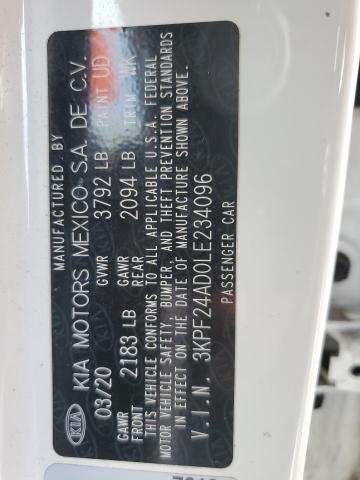 KIA
MANUFACTURED BY
KIA MOTORS MEXICO S.A. DE C.V.
03/20 GVWR 3792 LB PAINT UD
GAWR FRONT 2183 LB GAWR REAR 2094 LB TRIM WK
THIS VEHICLE CONFORMS TO ALL APPLICABLE U.S.A. FEDERAL
MOTOR VEHICLE SAFETY, BUMPER, AND THEFT PREVENTION STANDARDS
IN EFFECT ON THE DATE OF MANUFACTURE SHOWN ABOVE.
V.I.N. 3KPF24AD0LE234096
PASSENGER CAR